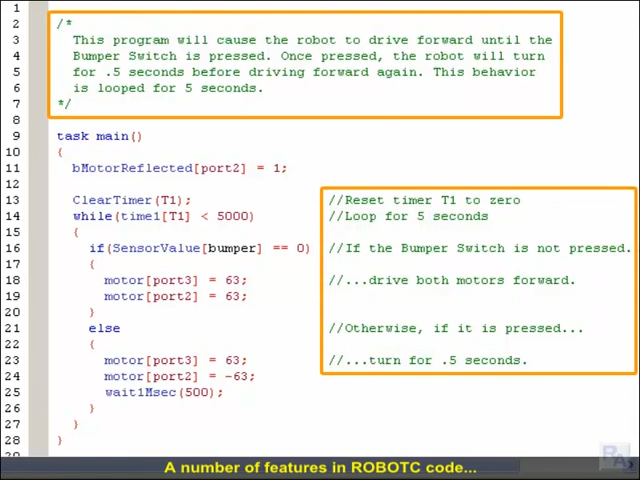 1
2 /*
3 This program will cause the robot to drive forward until the
4 Bumper Switch is pressed. Once pressed, the robot will turn
5 for .5 seconds before driving forward again. This behavior
6 is looped for 5 seconds.
7 */
8
9 task main()
10 {
11 bMotorReflected[port2] = 1;
12
13 ClearTimer(T1); //Reset timer T1 to zero
14 while(time1[T1] < 5000) //Loop for 5 seconds
15 {
16 if(SensorValue[bumper] == 0) //If the Bumper Switch is not pressed.
17 {
18 motor[port3] = 63; //...drive both motors forward.
19 motor[port2] = 63;
20 }
21 else //Otherwise, if it is pressed...
22 {
23 motor[port3] = 63; //...turn for .5 seconds.
24 motor[port2] = -63;
25 wait1Msec(500);
26 }
27 }
28 }
RA
A number of features in ROBOTC code...